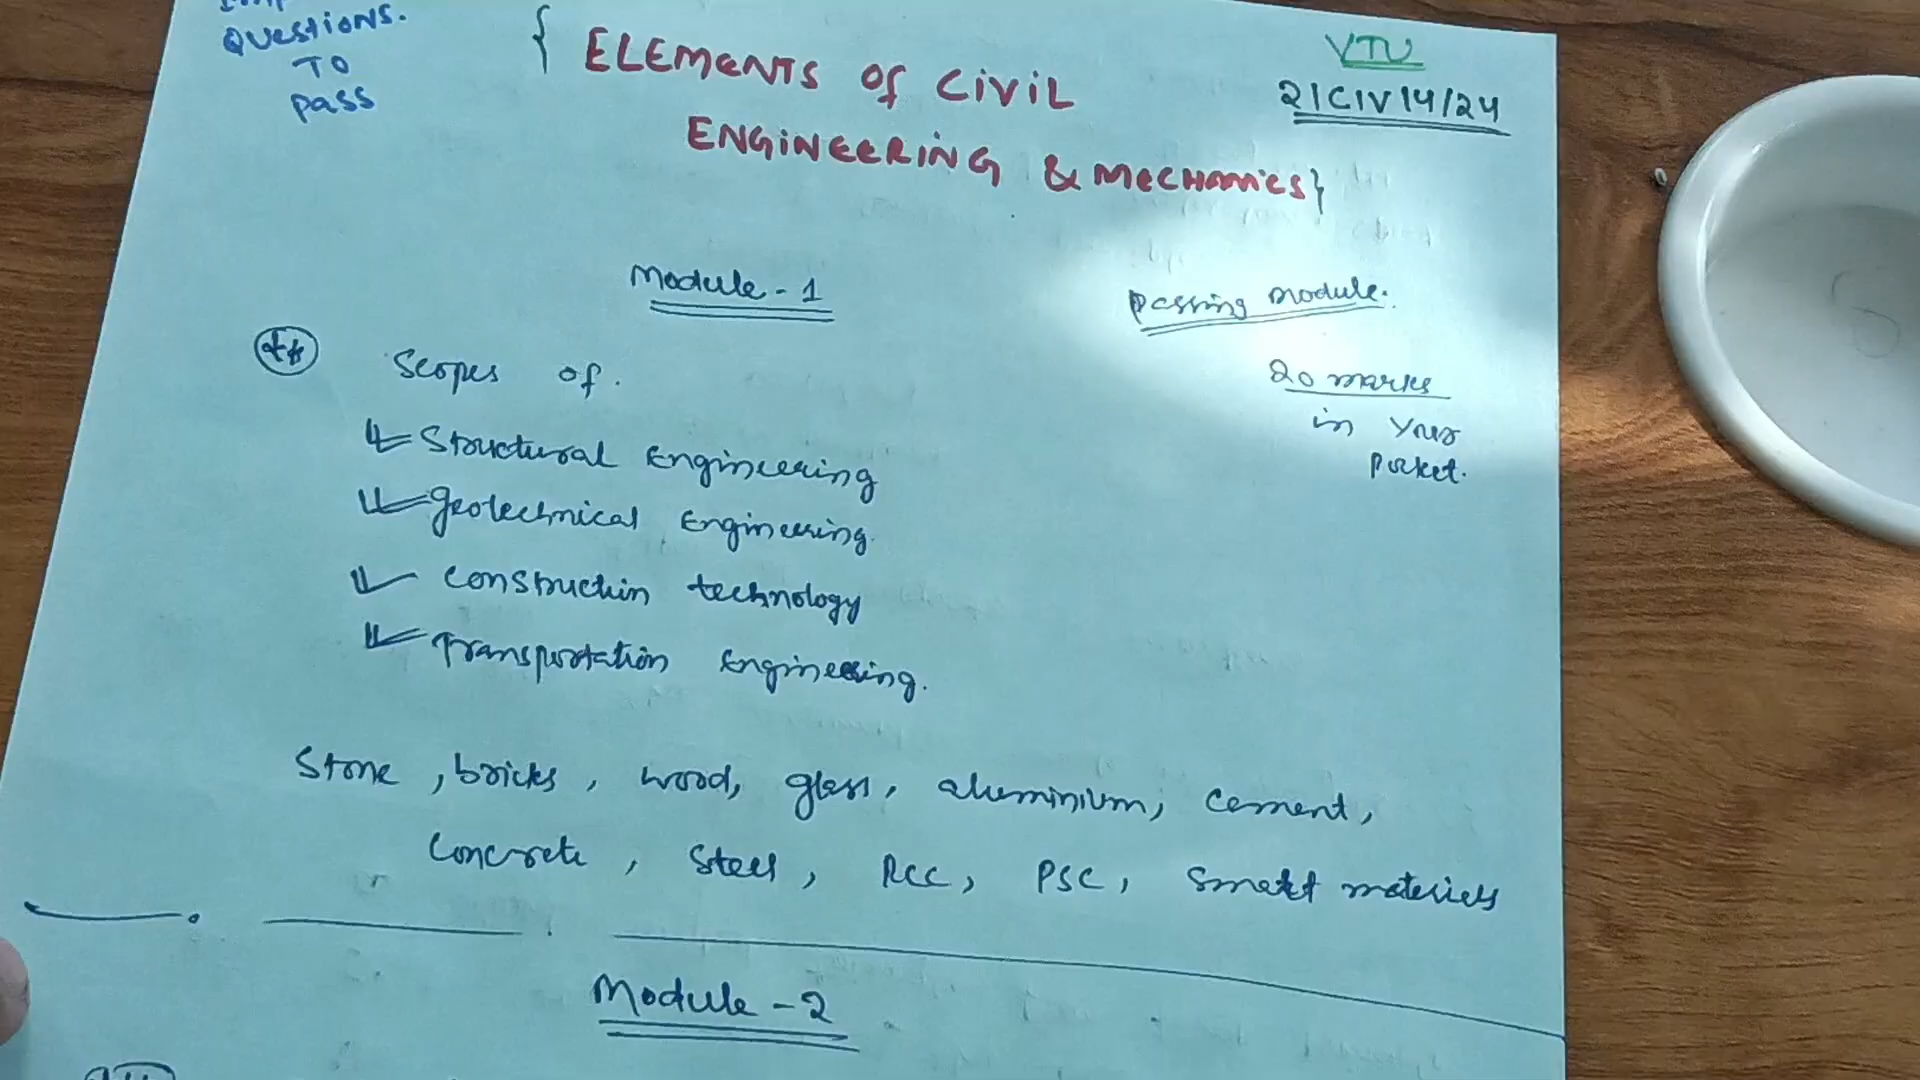 QUESTIONS.
TO
pass
{ ELEMENTS OF CIVIL
ENGINEERING & MECHANICS}
VTU
21CIV14/24
Module - 1
passing module.
20 marks
in your
pocket.
** Scopes of.
Structural Engineering
Geotechnical Engineering.
Construction technology
Transportation Engineering.
Stone, bricks, wood, glass, aluminium, cement,
Concrete, Steel, RCC, PSC, Smart materials
Module - 2